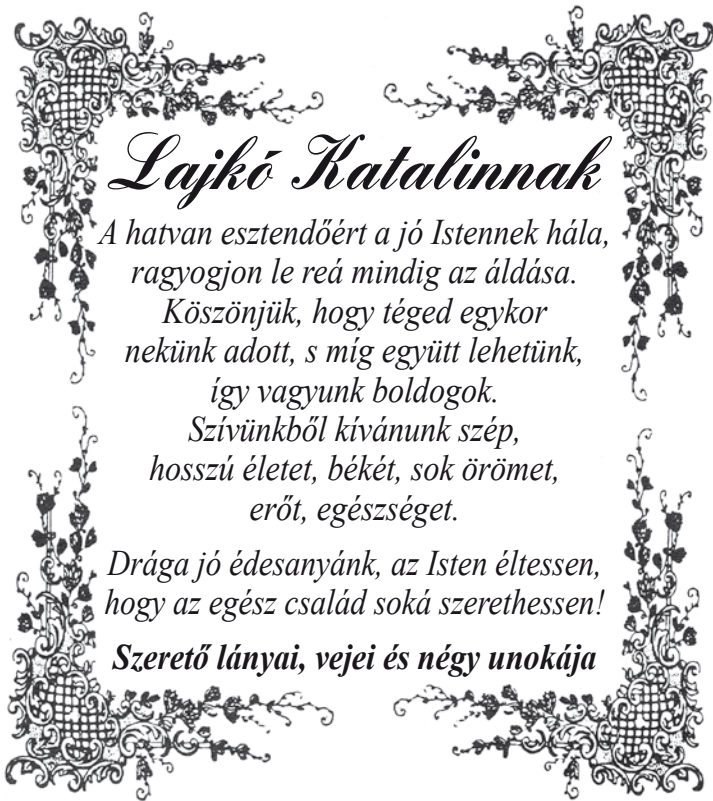 Lajkó Katalinnak
A hatvan esztendőért a jó Istennek hála,
ragyogjon le reá mindig az áldása.
Köszönjük, hogy téged egykor
nekünk adott, s míg együtt lehetünk,
így vagyunk boldogok.
Szívünkből kívánunk szép,
hosszú életet, békét, sok örömet,
erőt, egészséget.
Drága jó édesanyánk, az Isten éltessen,
hogy az egész család soká szerethessen!
Szerető lányai, vejei és négy unokája